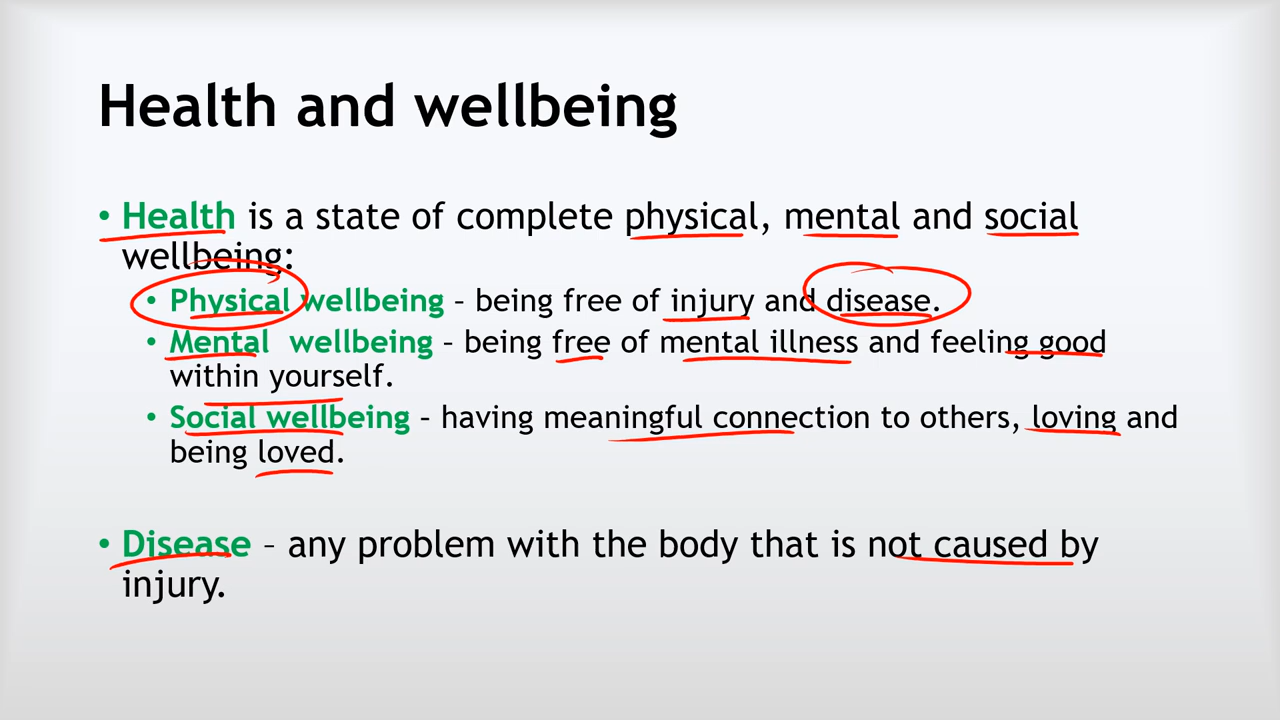 Health and wellbeing
• Health is a state of complete physical, mental and social
wellbeing:
• Physical wellbeing – being free of injury and disease.
• Mental  wellbeing – being free of mental illness and feeling good
within yourself.
• Social wellbeing – having meaningful connection to others, loving and
being loved.
• Disease – any problem with the body that is not caused by
injury.